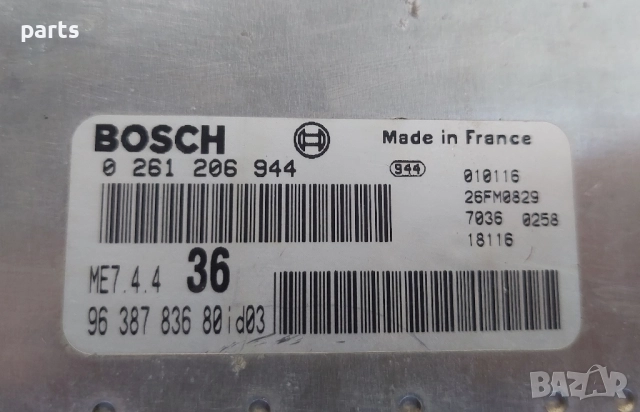 parts
BOSCH
Made in France
0 261 206 944
944
010116
26FM0829
7036 0258
18116
ME7.4.4 36
96 387 836 80id03
BAZAR